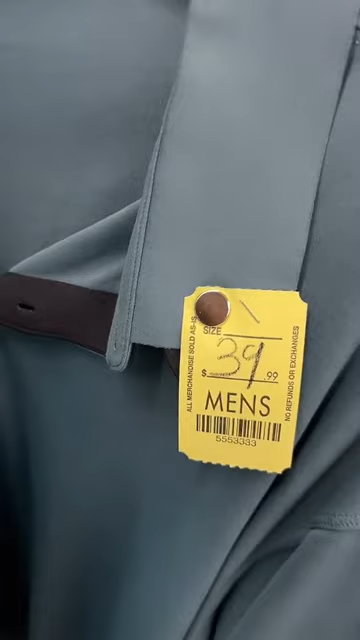 ALL MERCHANDISE SOLD AS-IS
SIZE
$ 39 .99
MENS
5553333
NO REFUNDS OR EXCHANGES